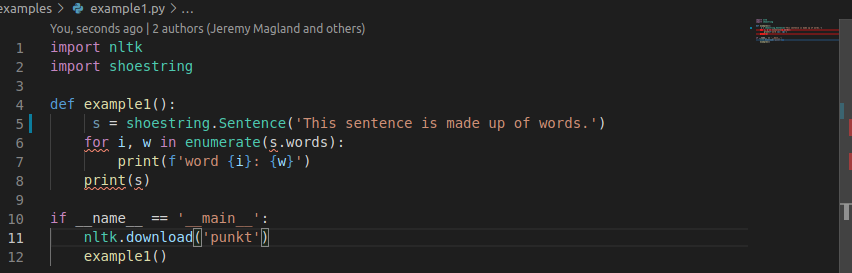 examples > example1.py > ...
You, seconds ago | 2 authors (Jeremy Magland and others)
1 import nltk
2 import shoestring
3
4 def example1():
5 s = shoestring.Sentence('This sentence is made up of words.')
6 for i, w in enumerate(s.words):
7 print(f'word {i}: {w}')
8 print(s)
9
10 if __name__ == '__main__':
11 nltk.download('punkt')
12 example1()